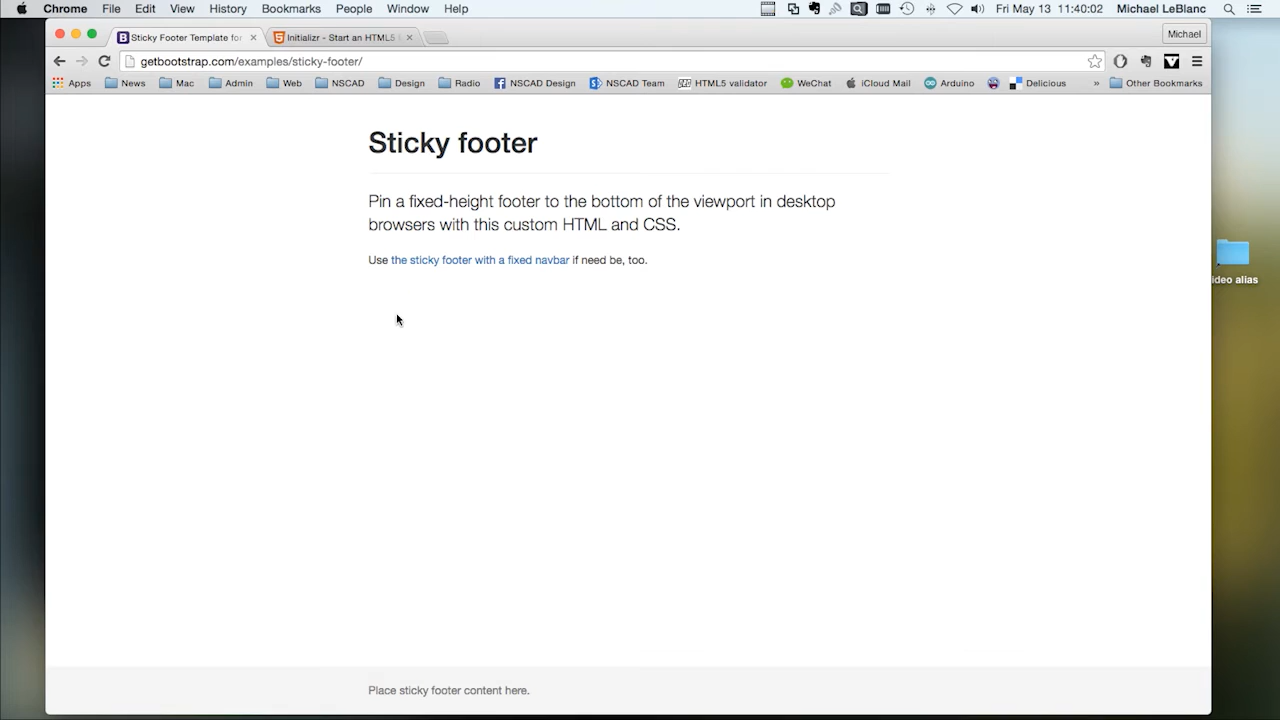 Chrome File Edit View History Bookmarks People Window Help Fri May 13 11:40:02 Michael LeBlanc
Sticky Footer Template for Initializr - Start an HTML5 Michael
getbootstrap.com/examples/sticky-footer/
Apps News Mac Admin Web NSCAD Design Radio NSCAD Design NSCAD Team HTML5 validator WeChat iCloud Mail Arduino Delicious » Other Bookmarks
Sticky footer
Pin a fixed-height footer to the bottom of the viewport in desktop
browsers with this custom HTML and CSS.
Use the sticky footer with a fixed navbar if need be, too.
ideo alias
Place sticky footer content here.